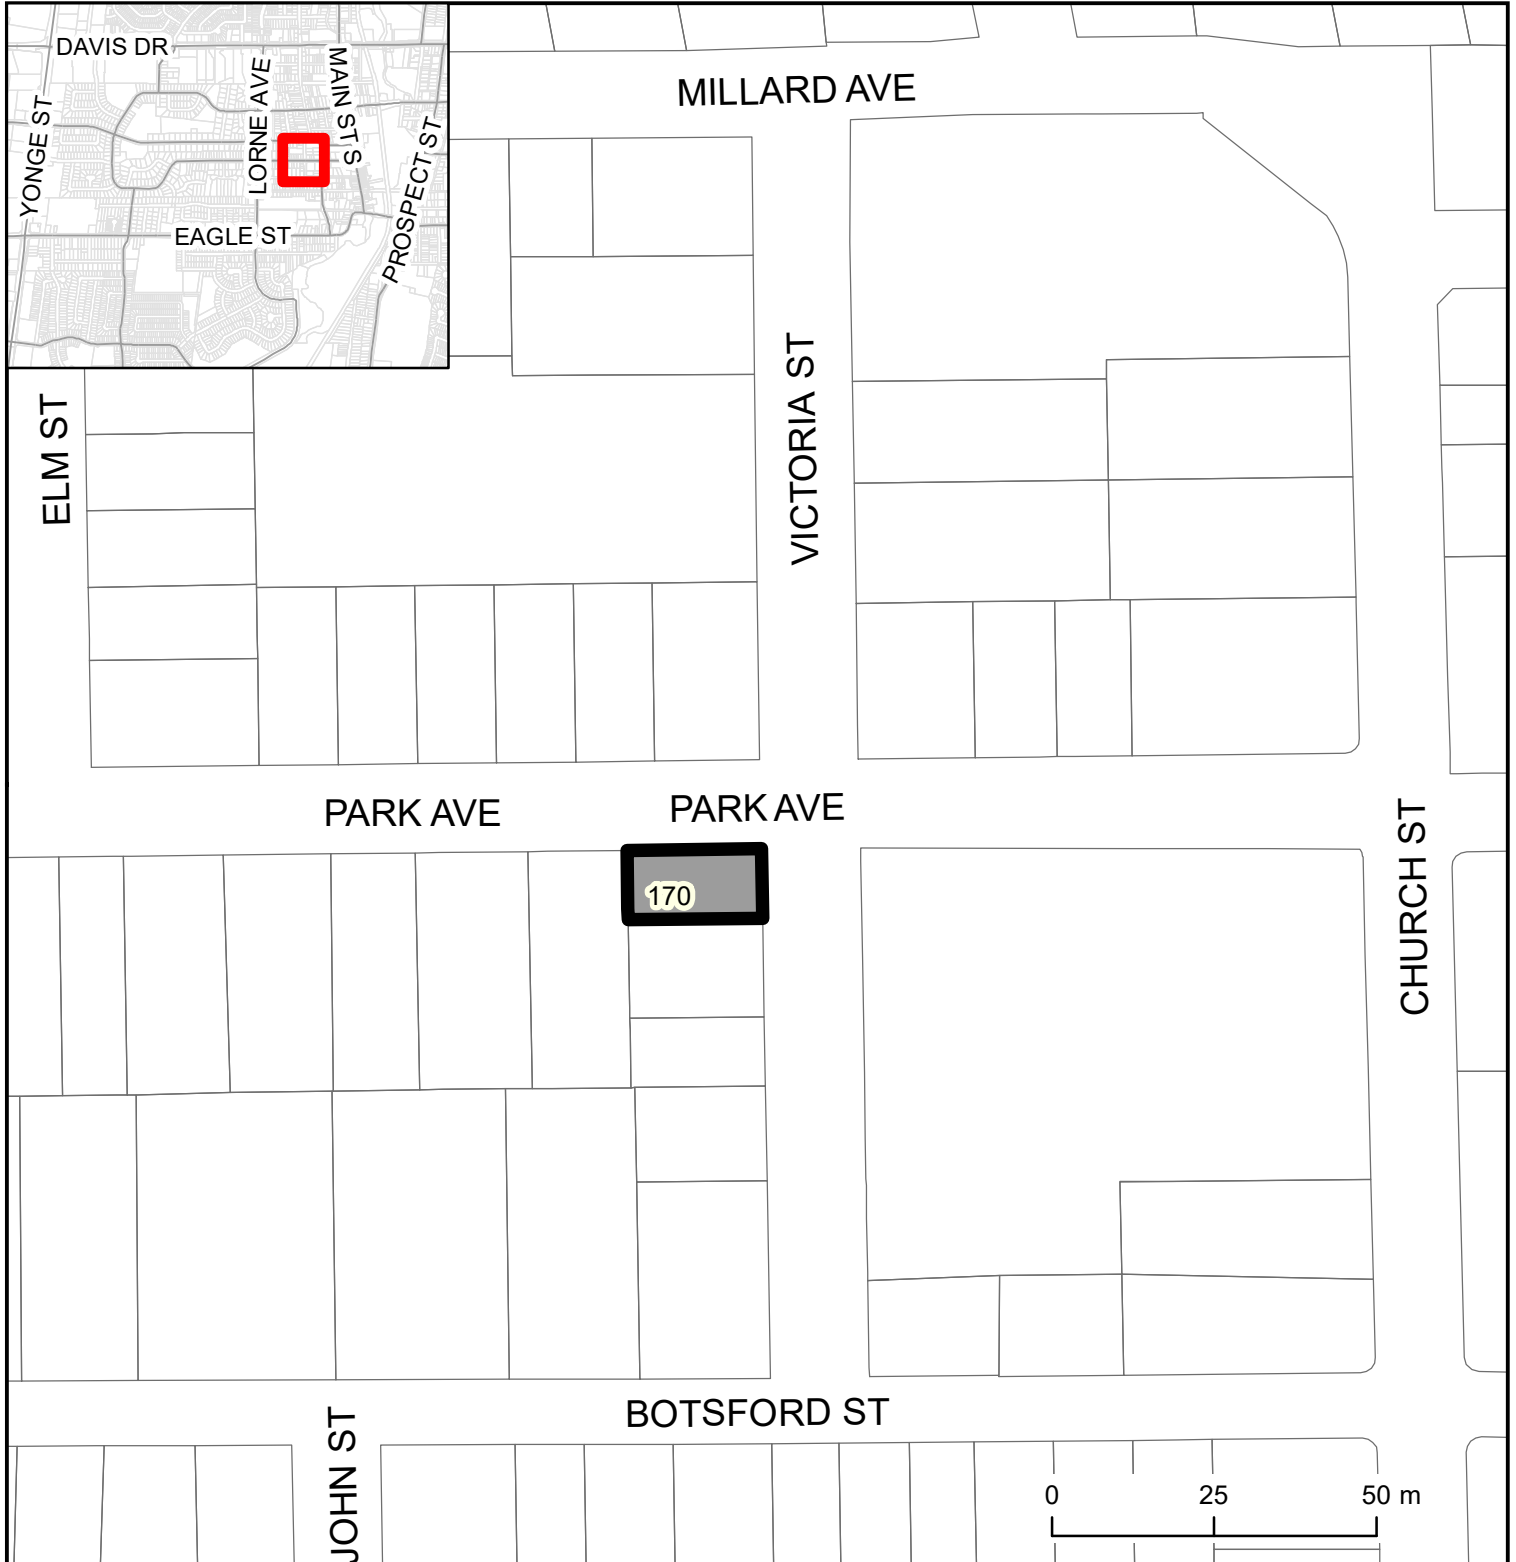 DAVIS DR
YONGE ST
LORNE AVE
MAIN ST S
PROSPECT ST
EAGLE ST
MILLARD AVE
ELM ST
VICTORIA ST
PARK AVE
PARK AVE
170
CHURCH ST
BOTSFORD ST
JOHN ST
0 25 50 m